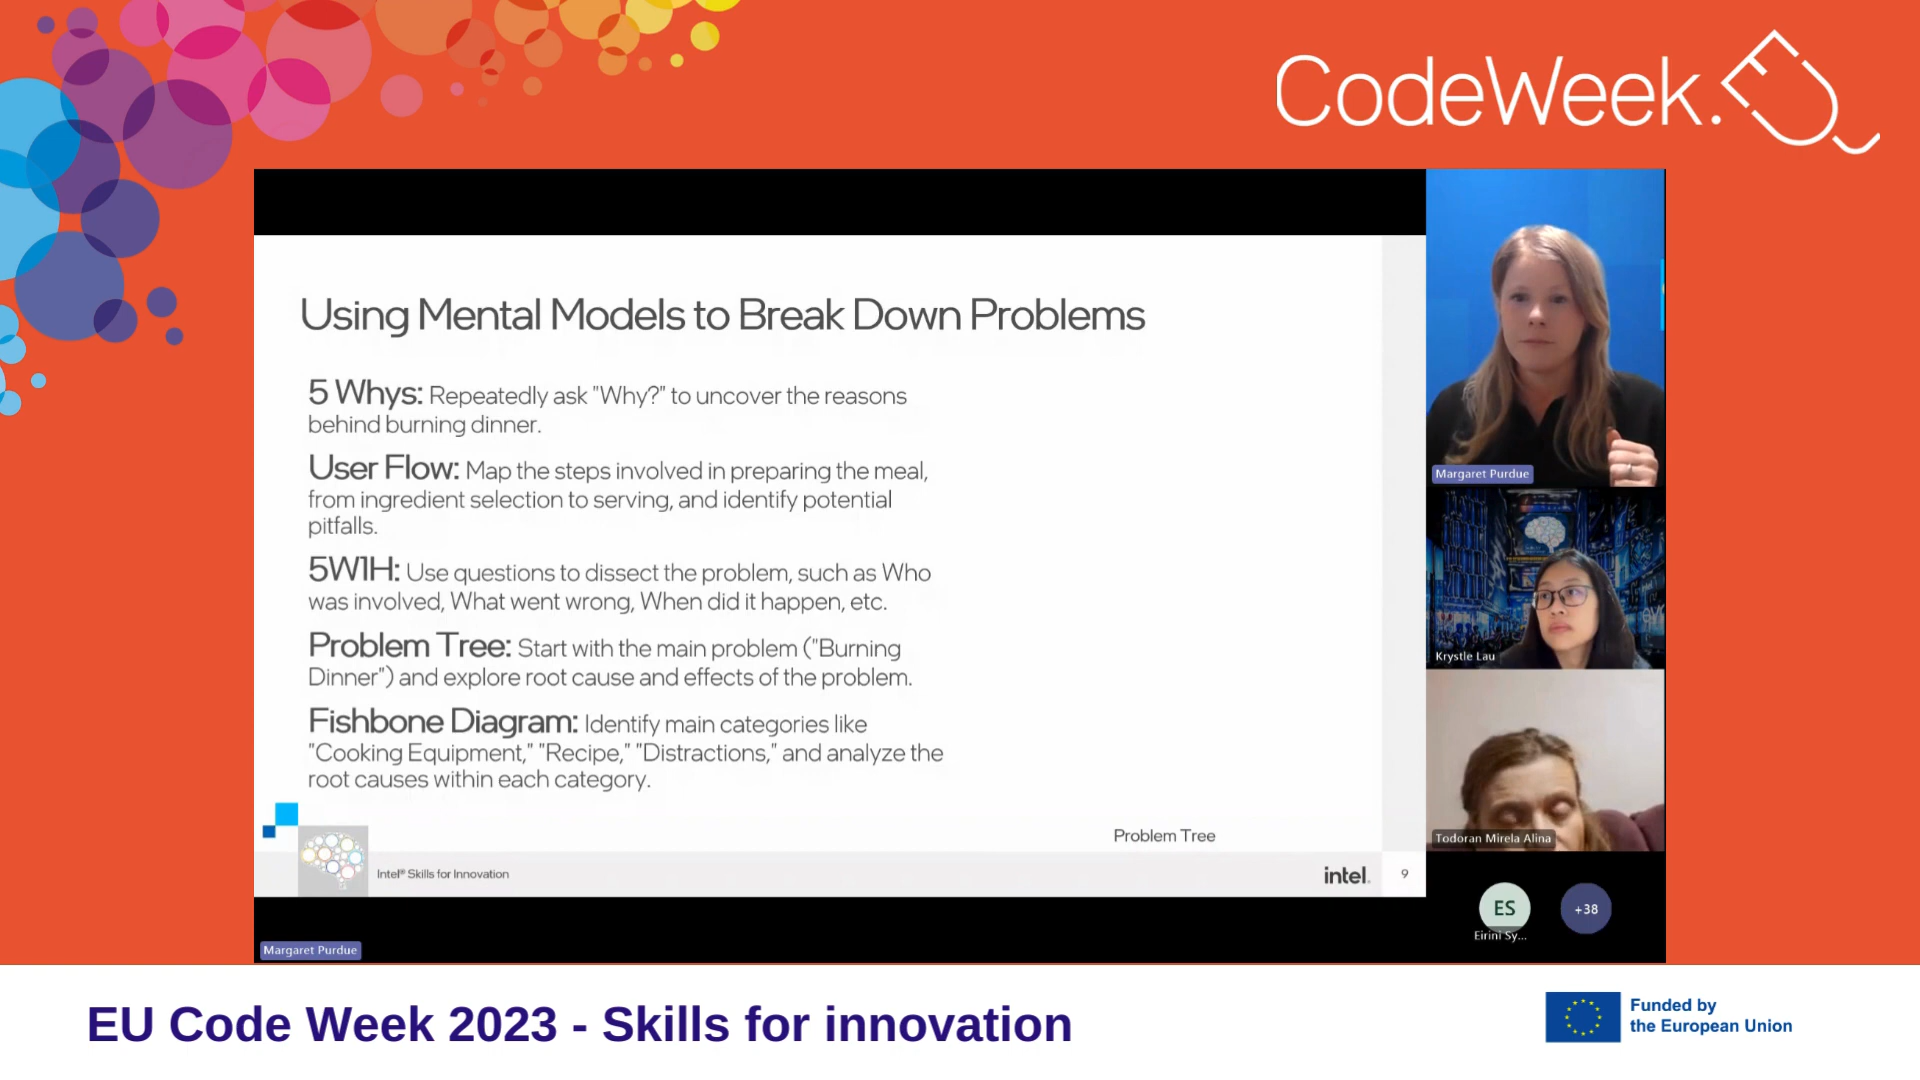 CodeWeek.EU
Using Mental Models to Break Down Problems
5 Whys: Repeatedly ask "Why?" to uncover the reasons
behind burning dinner.
User Flow: Map the steps involved in preparing the meal,
from ingredient selection to serving, and identify potential
pitfalls.
5W1H: Use questions to dissect the problem, such as Who
was involved, What went wrong, When did it happen, etc.
Problem Tree: Start with the main problem ("Burning
Dinner") and explore root cause and effects of the problem.
Fishbone Diagram: Identify main categories like
"Cooking Equipment," "Recipe," "Distractions," and analyze the
root causes within each category.
Problem Tree
Intel® Skills for Innovation
intel.
9
Margaret Purdue
Krystle Lau
Todoran Mirela Alina
ES
+38
Eirini Sy...
Margaret Purdue
EU Code Week 2023 - Skills for innovation
Funded by
the European Union